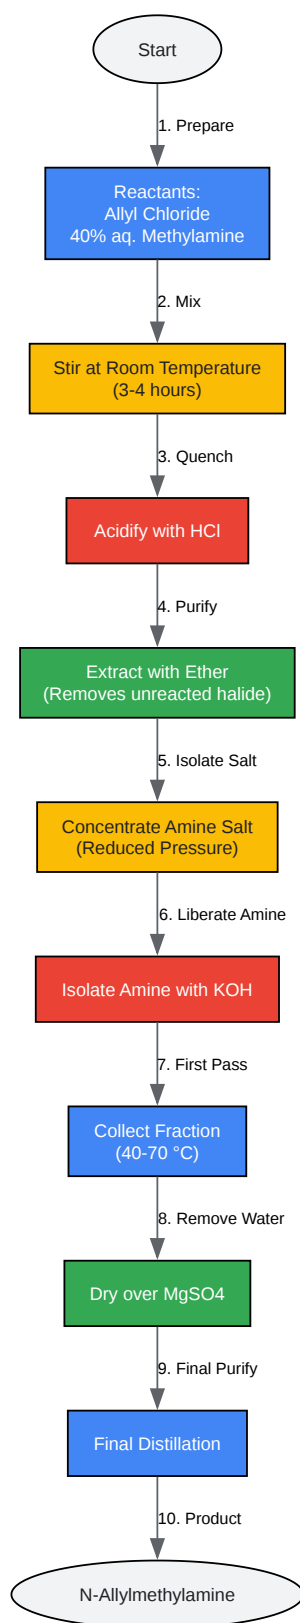 Start
1. Prepare
Reactants:
Allyl Chloride
40% aq. Methylamine
2. Mix
Stir at Room Temperature
(3-4 hours)
3. Quench
Acidify with HCl
4. Purify
Extract with Ether
(Removes unreacted halide)
5. Isolate Salt
Concentrate Amine Salt
(Reduced Pressure)
6. Liberate Amine
Isolate Amine with KOH
7. First Pass
Collect Fraction
(40-70 °C)
8. Remove Water
Dry over MgSO4
9. Final Purify
Final Distillation
10. Product
N-Allylmethylamine